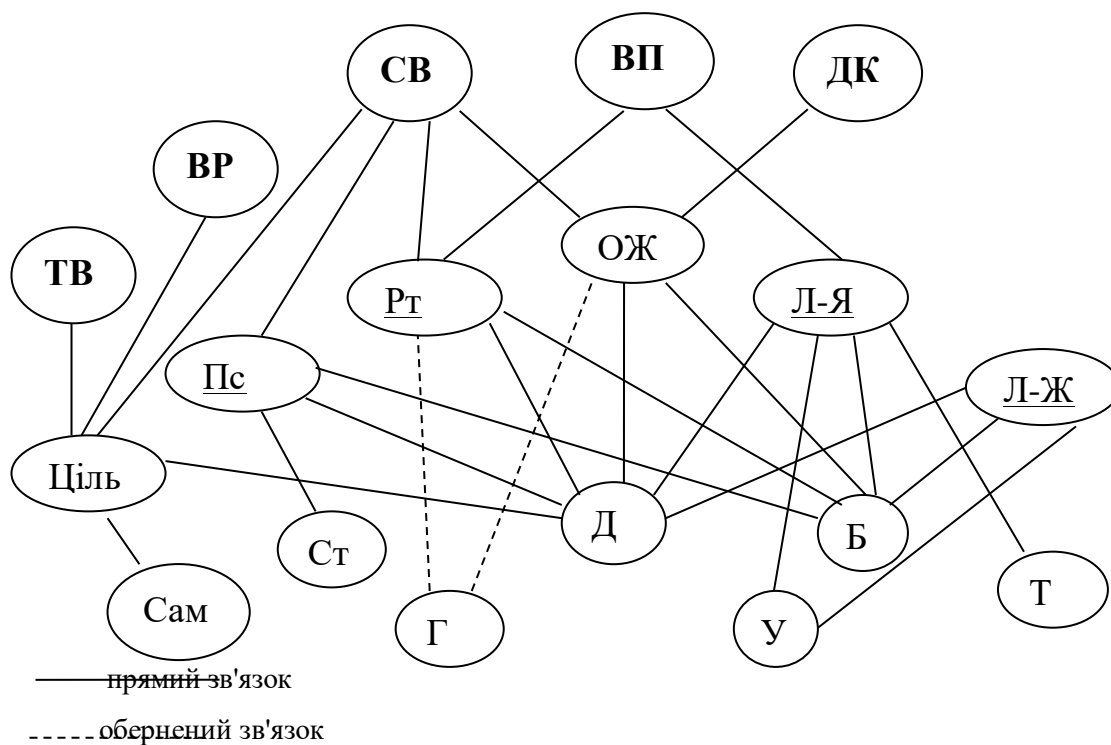 СВ
ВП
ДК
ВР
ТВ
ОЖ
Рт
Л-Я
Пс
Л-Ж
Ціль
Ст
Д
Б
Сам
Г
У
Т
прямий зв'язок
обернений зв'язок